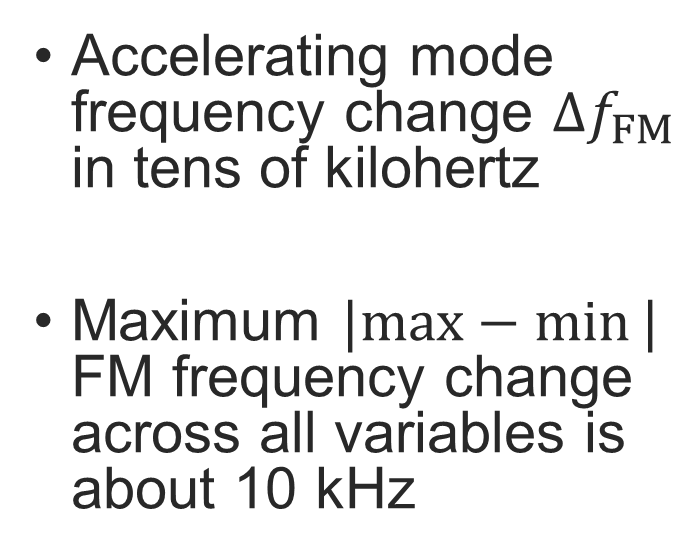 • Accelerating mode
frequency change Δf_FM
in tens of kilohertz
• Maximum |max − min |
FM frequency change
across all variables is
about 10 kHz